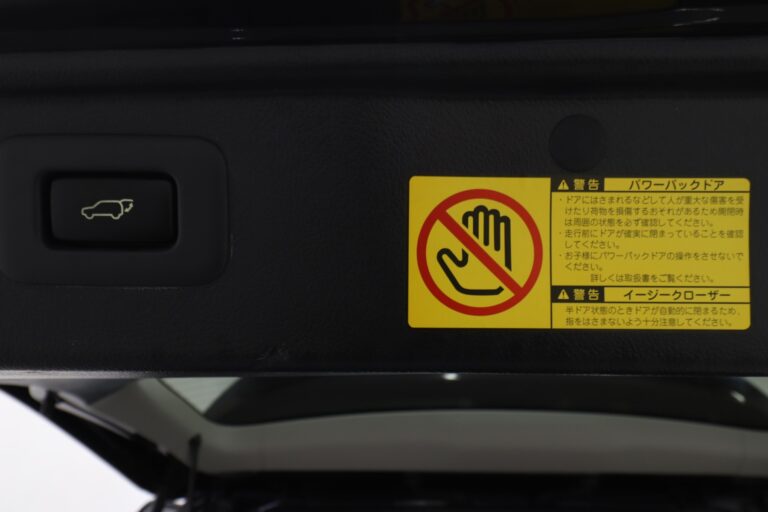 警告 パワーバックドア
・ドアにはさまれるなどして人が重大な傷害を受
けたり荷物を損傷するおそれがあるため開閉時
は周囲の状態を必ず確認してください。
・走行前にドアが確実に閉まっていることを確認
してください。
・お子様にパワーバックドアの操作をさせないで
ください。
詳しくは取扱書をご覧ください。
警告 イージークローザー
半ドア状態のときドアが自動的に閉まるため、
指をはさまないよう十分注意してください。